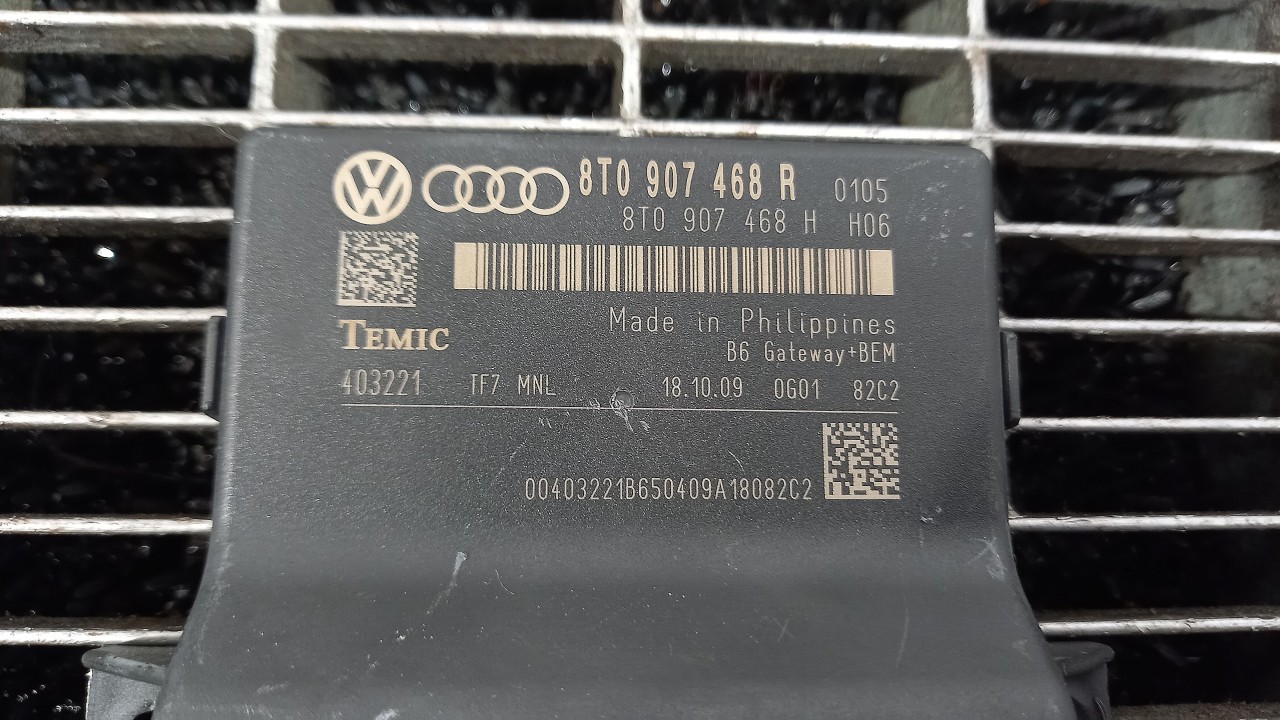 8T0 907 468 R 0105
8T0 907 468 H H06
TEMIC
Made in Philippines
B6 Gateway+BEM
403221 TF7 MNL 18.10.09 0G01 82C2
00403221B650409A18082C2